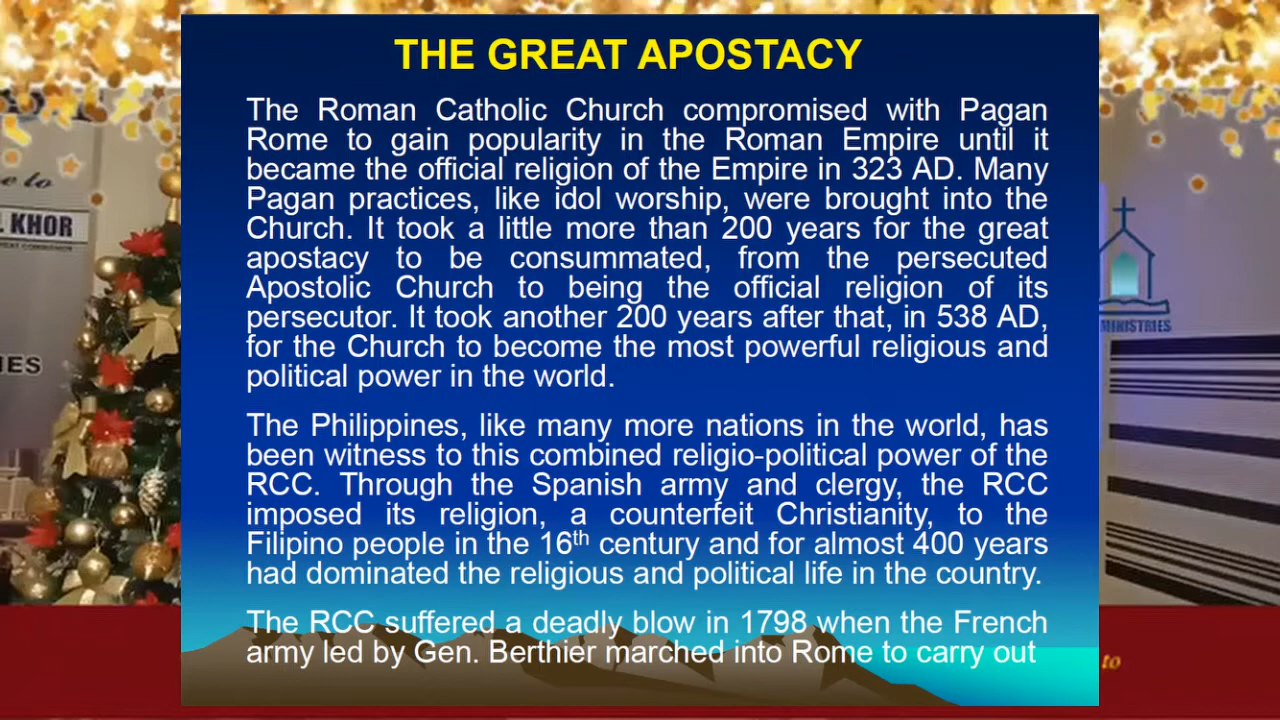 THE GREAT APOSTACY
The Roman Catholic Church compromised with Pagan
Rome to gain popularity in the Roman Empire until it
became the official religion of the Empire in 323 AD. Many
Pagan practices, like idol worship, were brought into the
Church. It took a little more than 200 years for the great
apostacy to be consummated, from the persecuted
Apostolic Church to being the official religion of its
persecutor. It took another 200 years after that, in 538 AD,
for the Church to become the most powerful religious and
political power in the world.
The Philippines, like many more nations in the world, has
been witness to this combined religio-political power of the
RCC. Through the Spanish army and clergy, the RCC
imposed its religion, a counterfeit Christianity, to the
Filipino people in the 16th century and for almost 400 years
had dominated the religious and political life in the country.
The RCC suffered a deadly blow in 1798 when the French
army led by Gen. Berthier marched into Rome to carry out
e to
L KHOR
IES
MINISTRIES
to